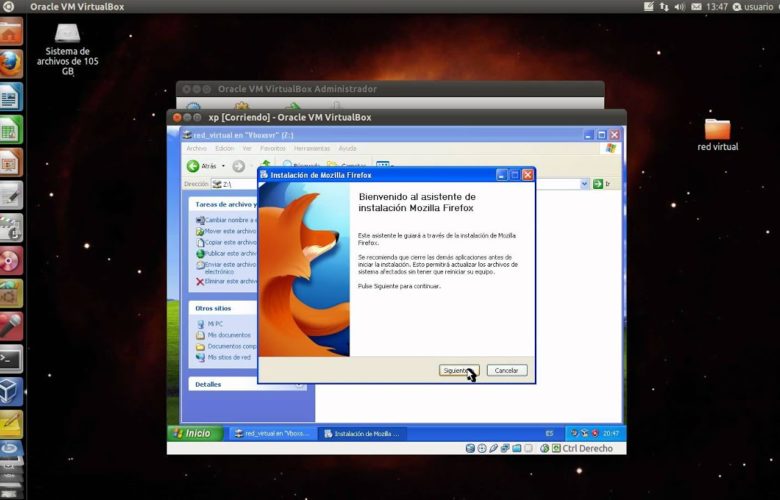 Oracle VM VirtualBox
13:47
usuario
Sistema de
archivos de 105
GB
red virtual
Oracle VM VirtualBox Administrador
xp [Corriendo] - Oracle VM VirtualBox
red_virtual en "Vboxsvr" (Z:)
Archivo Edición Ver Favoritos Herramientas Ayuda
Atrás Búsqueda Carpetas
Dirección Z:\ Ir
Tareas de archivo y
Cambiar nombre a
Mover este archivo
Copiar este archivo
Publicar este archivo
Enviar este archivo
electrónico
Eliminar este archivo
Otros sitios
Mi PC
Mis documentos
Documentos comp
Mis sitios de red
Detalles
Instalación de Mozilla Firefox
Bienvenido al asistente de
instalación Mozilla Firefox
Este asistente le guiará a través de la instalación de Mozilla
Firefox.
Se recomienda que cierre las demás aplicaciones antes de
iniciar la instalación. Esto permitirá actualizar los archivos de
sistema afectados sin tener que reiniciar su equipo.
Pulse Siguiente para continuar.
Siguiente
Cancelar
Inicio
red_virtual en "Vboxs...
Instalación de Mozilla ...
ES
20:47
Ctrl Derecho